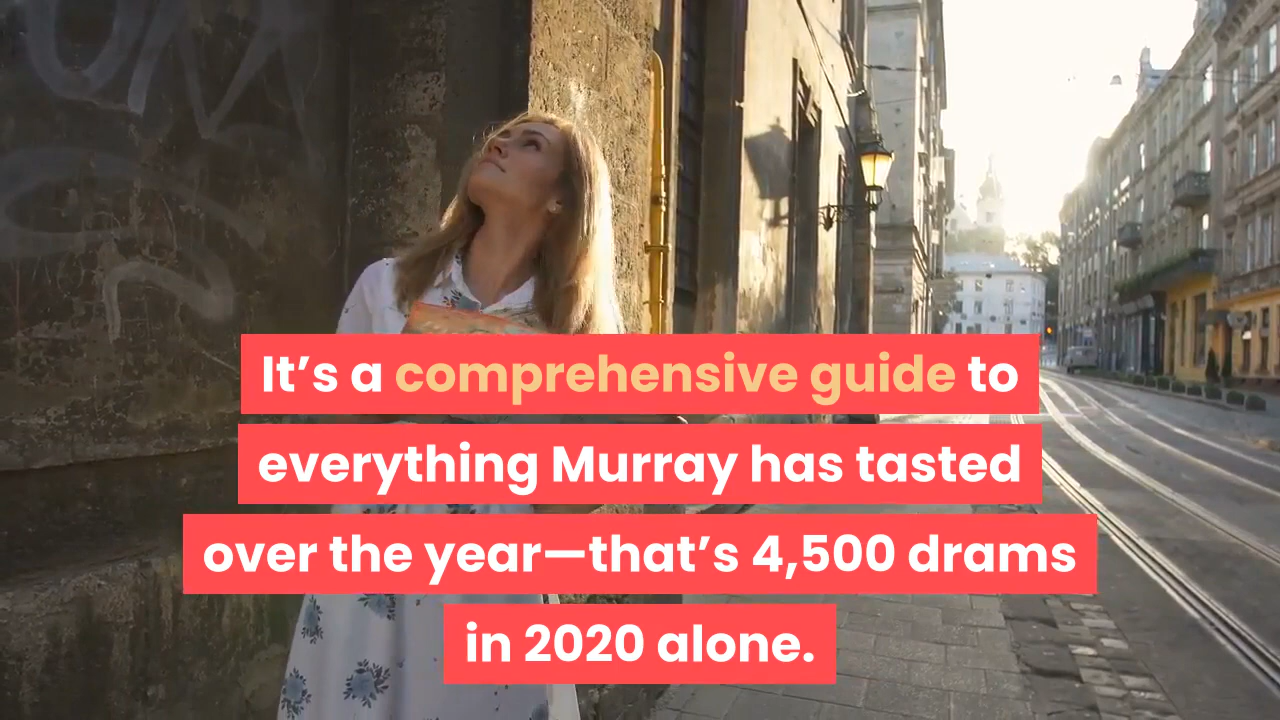 It’s a comprehensive guide to
everything Murray has tasted
over the year—that’s 4,500 drams
in 2020 alone.